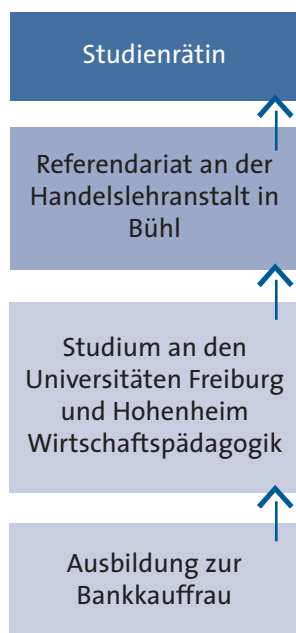 Studienrätin
Referendariat an der
Handelslehranstalt in
Bühl
Studium an den
Universitäten Freiburg
und Hohenheim
Wirtschaftspädagogik
Ausbildung zur
Bankkauffrau